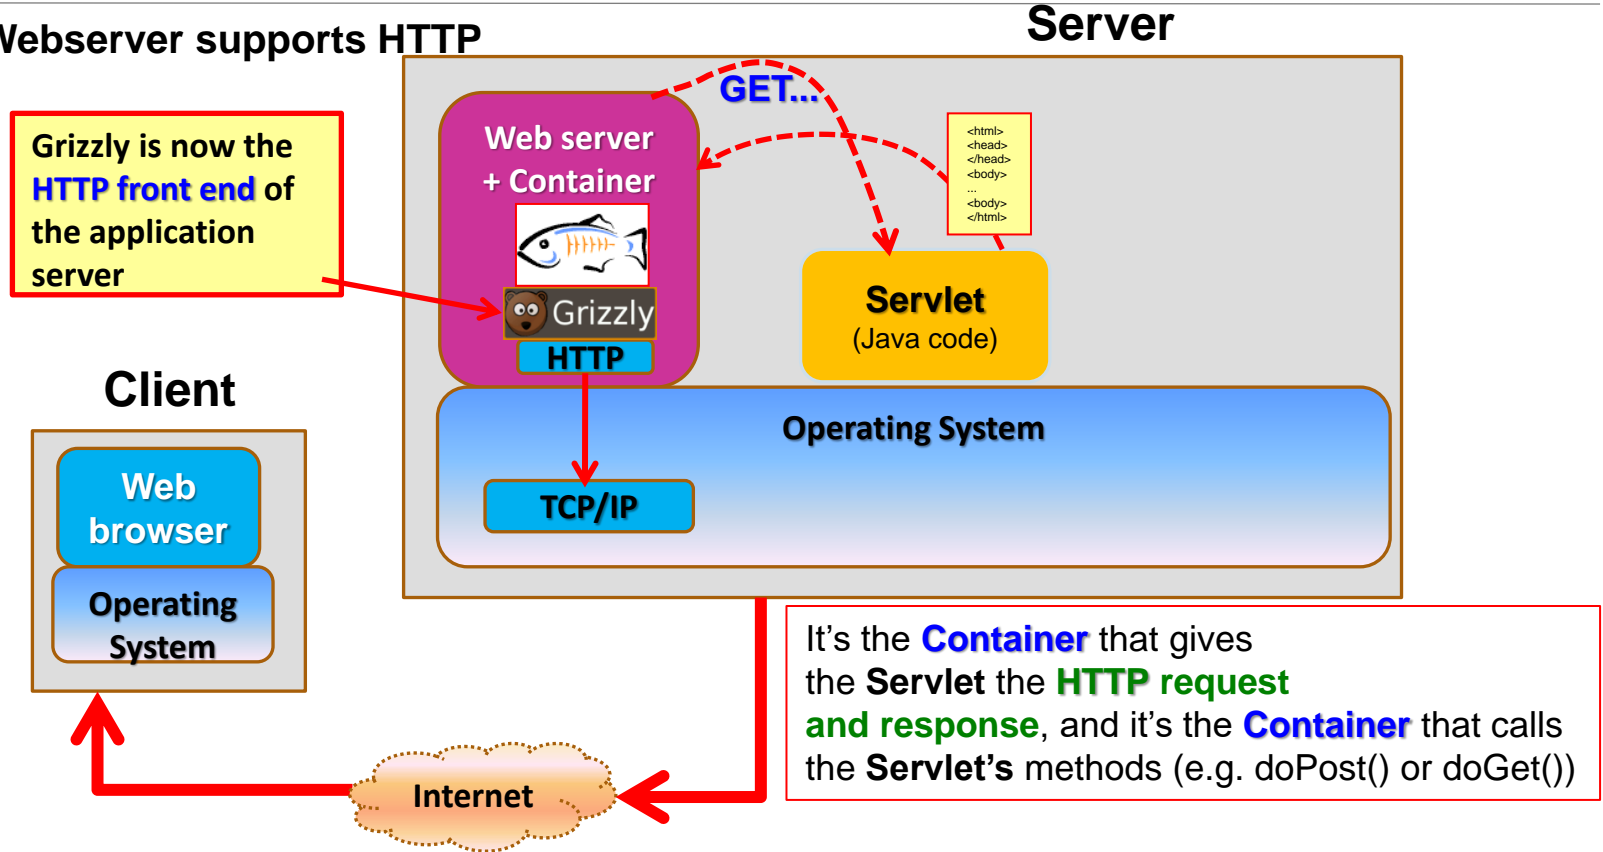 Webserver supports HTTP
Server
Grizzly is now the
HTTP front end of
the application
server
Web server
+ Container
Grizzly
HTTP
GET...
<html>
<head>
</head>
<body>
...
<body>
</html>
Servlet
(Java code)
Operating System
TCP/IP
Client
Web
browser
Operating
System
Internet
It's the Container that gives
the Servlet the HTTP request
and response, and it's the Container that calls
the Servlet's methods (e.g. doPost() or doGet())